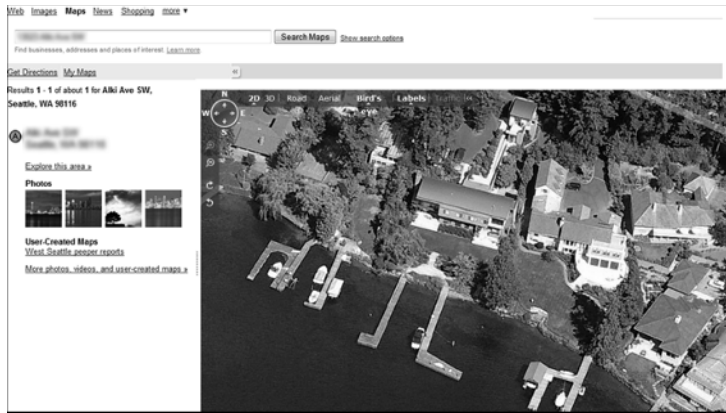 Web Images Maps News Shopping more ▼
Search Maps Show search options
Find businesses, addresses and places of interest. Learn more.
Get Directions My Maps «
Results 1 - 1 of about 1 for Alki Ave SW,
Seattle, WA 98116
N
2D 3D Road Aerial Bird's eye Labels Traffic «
W E
S
A
Explore this area »
Photos
User-Created Maps
West Seattle peeper reports
More photos, videos, and user-created maps »